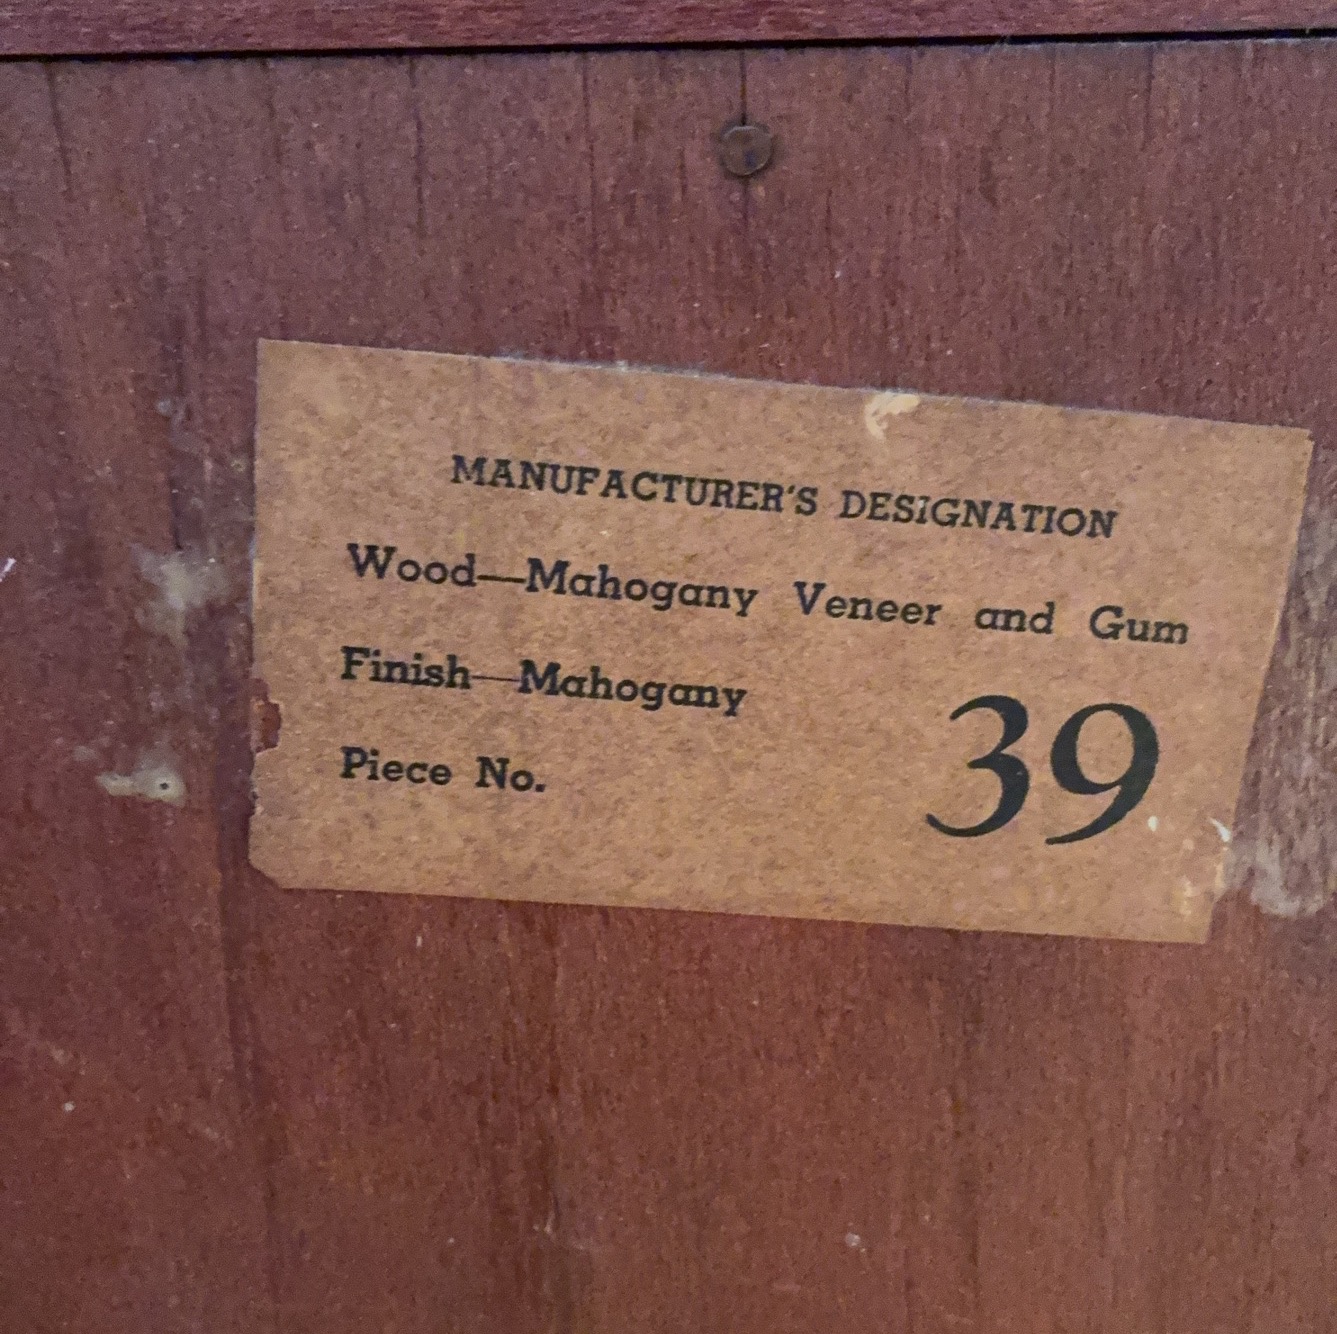 MANUFACTURER'S DESIGNATION
Wood—Mahogany Veneer and Gum
Finish—Mahogany
Piece No. 39